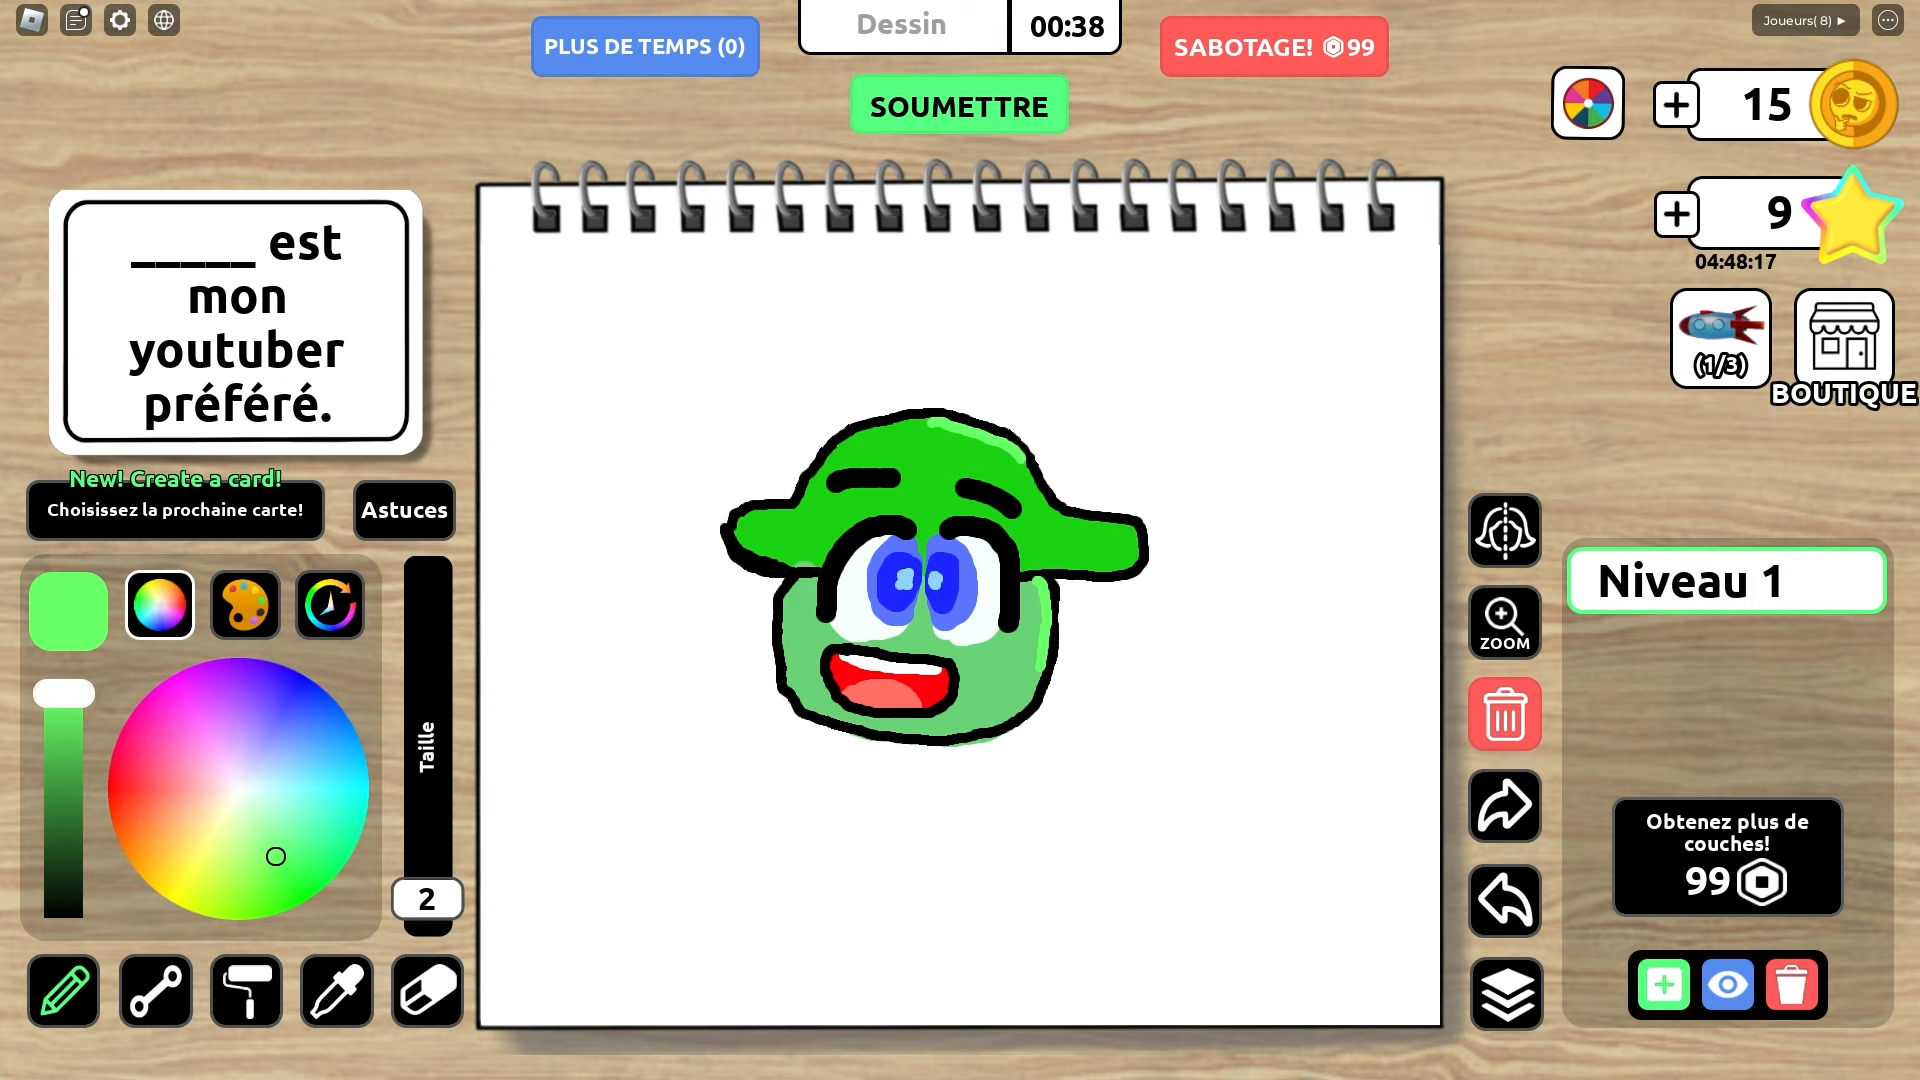 Joueurs( 8) ►
PLUS DE TEMPS (0)
Dessin
00:38
SABOTAGE! 99
SOUMETTRE
15
9
04:48:17
(1/3)
BOUTIQUE
_____ est
mon
youtuber
préféré.
New! Create a card!
Choisissez la prochaine carte!
Astuces
Taille
2
ZOOM
Niveau 1
Obtenez plus de
couches!
99